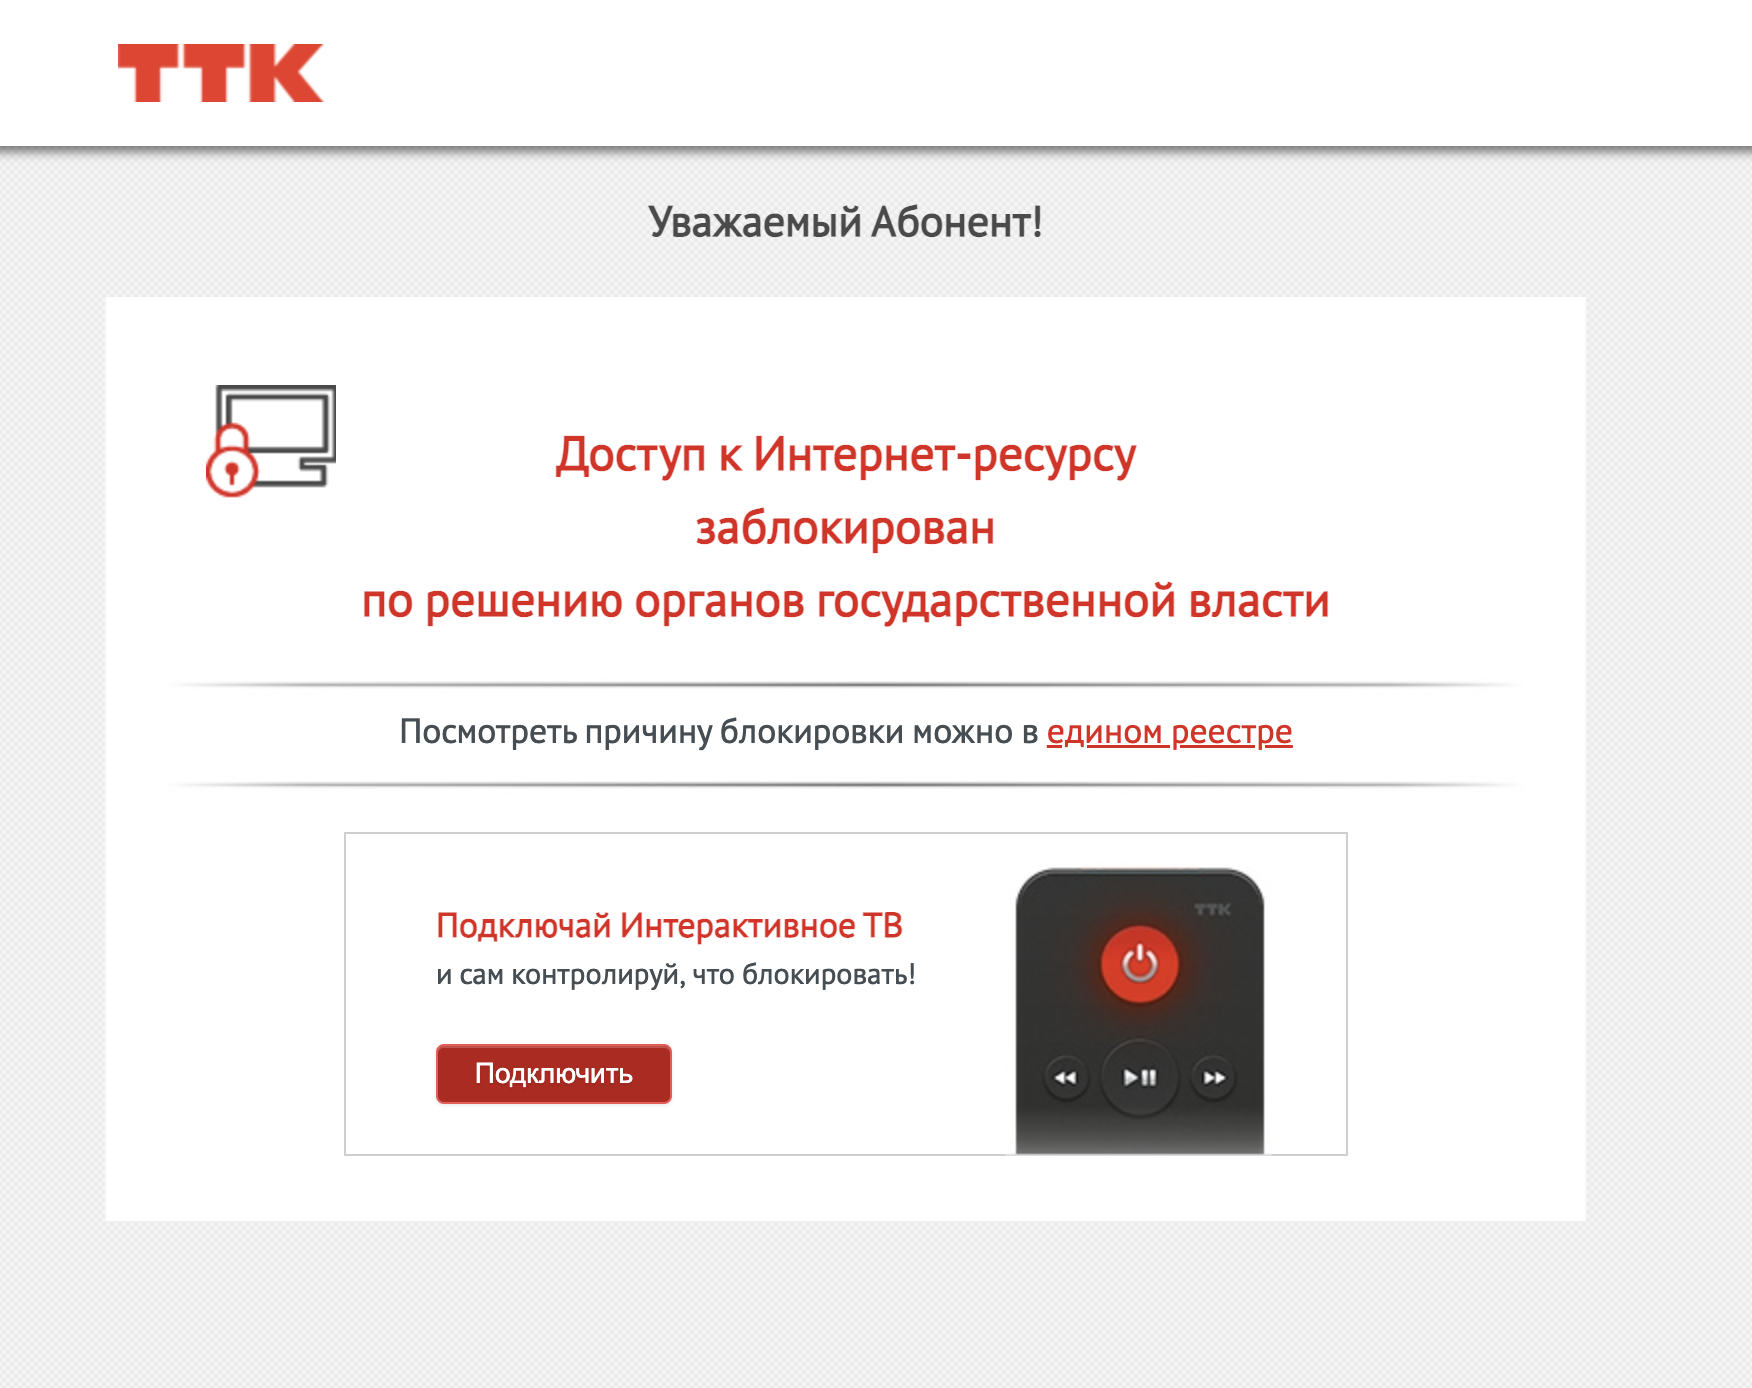 ТТК
Уважаемый Абонент!
Доступ к Интернет-ресурсу
заблокирован
по решению органов государственной власти
Посмотреть причину блокировки можно в едином реестре
Подключай Интерактивное ТВ
и сам контролируй, что блокировать!
Подключить
ТТК